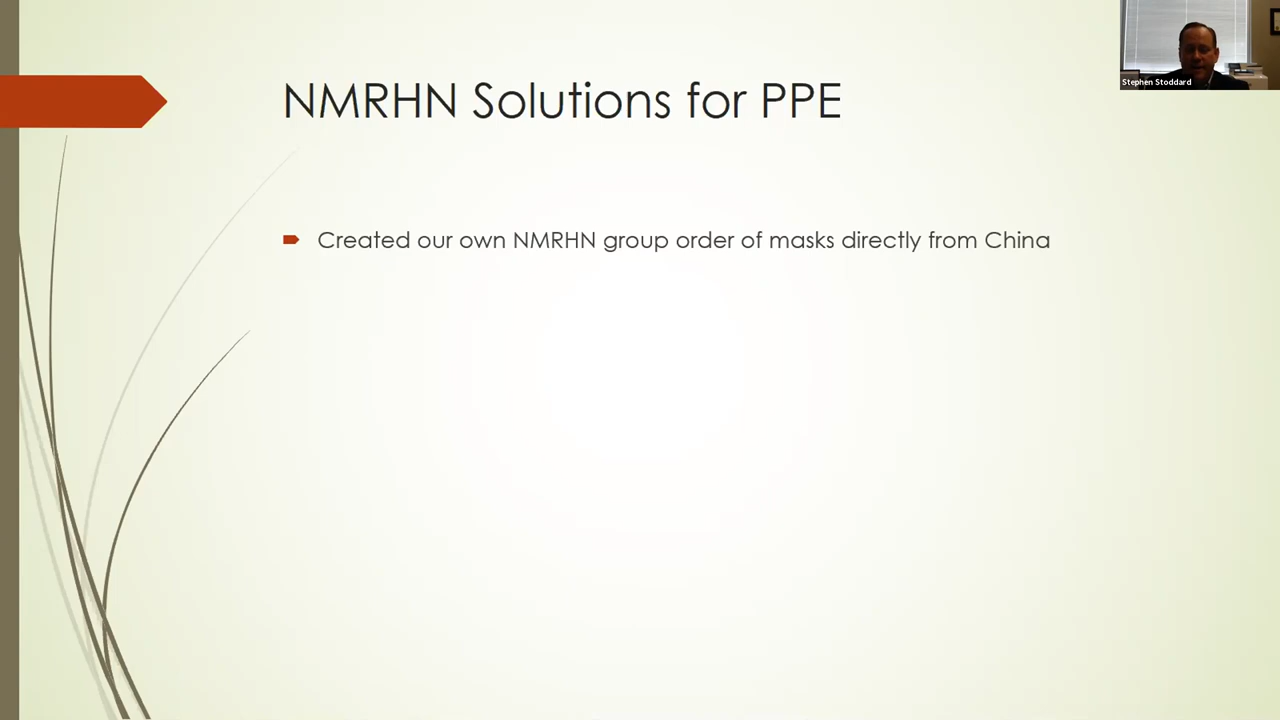 NMRHN Solutions for PPE
Created our own NMRHN group order of masks directly from China
Stephen Stoddard